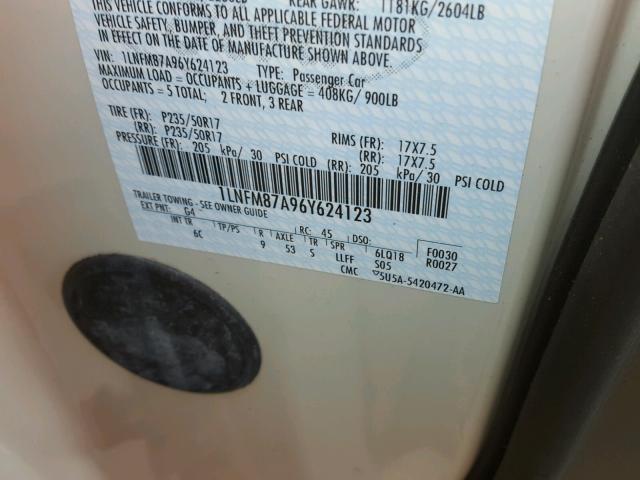 REAR GAWR: 1181KG/2604LB
THIS VEHICLE CONFORMS TO ALL APPLICABLE FEDERAL MOTOR
VEHICLE SAFETY, BUMPER, AND THEFT PREVENTION STANDARDS
IN EFFECT ON THE DATE OF MANUFACTURE SHOWN ABOVE.
VIN: 1LNFM87A96Y624123 TYPE: Passenger Car
MAXIMUM LOAD = OCCUPANTS + LUGGAGE = 408KG/900LB
OCCUPANTS = 5 TOTAL; 2 FRONT, 3 REAR
TIRE (FR): P235/50R17 RIMS (FR): 17X7.5
(RR): P235/50R17 (RR): 17X7.5
PRESSURE (FR): 205 kPa/ 30 PSI COLD (RR): 205 kPa/ 30 PSI COLD
1LNFM87A96Y624123
TRAILER TOWING - SEE OWNER GUIDE
EXT PNT: G4 RC: 45 DSO: F0030
INT TR TP/PS R AXLE TR SPR 6LQ18 R0027
6C 9 53 S LLFF S05
CMC 5U5A-5420472-AA